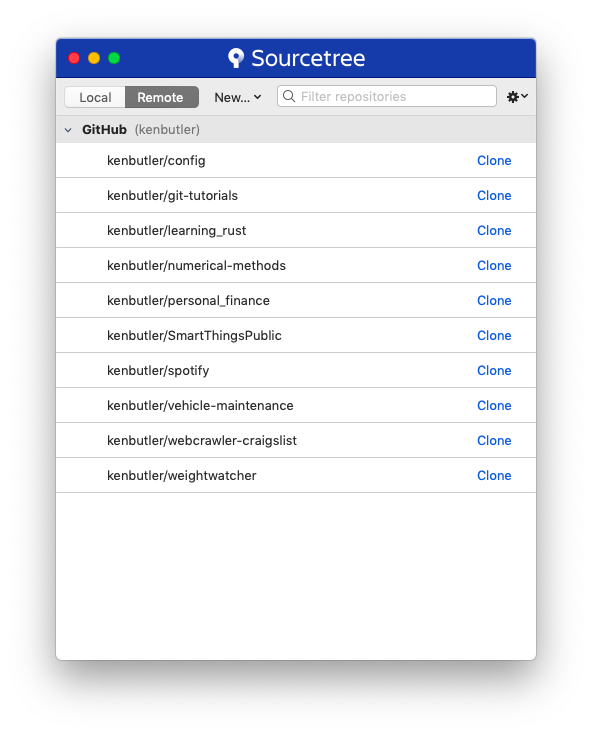 Sourcetree
Local Remote New... Filter repositories
GitHub (kenbutler)
kenbutler/config Clone
kenbutler/git-tutorials Clone
kenbutler/learning_rust Clone
kenbutler/numerical-methods Clone
kenbutler/personal_finance Clone
kenbutler/SmartThingsPublic Clone
kenbutler/spotify Clone
kenbutler/vehicle-maintenance Clone
kenbutler/webcrawler-craigslist Clone
kenbutler/weightwatcher Clone